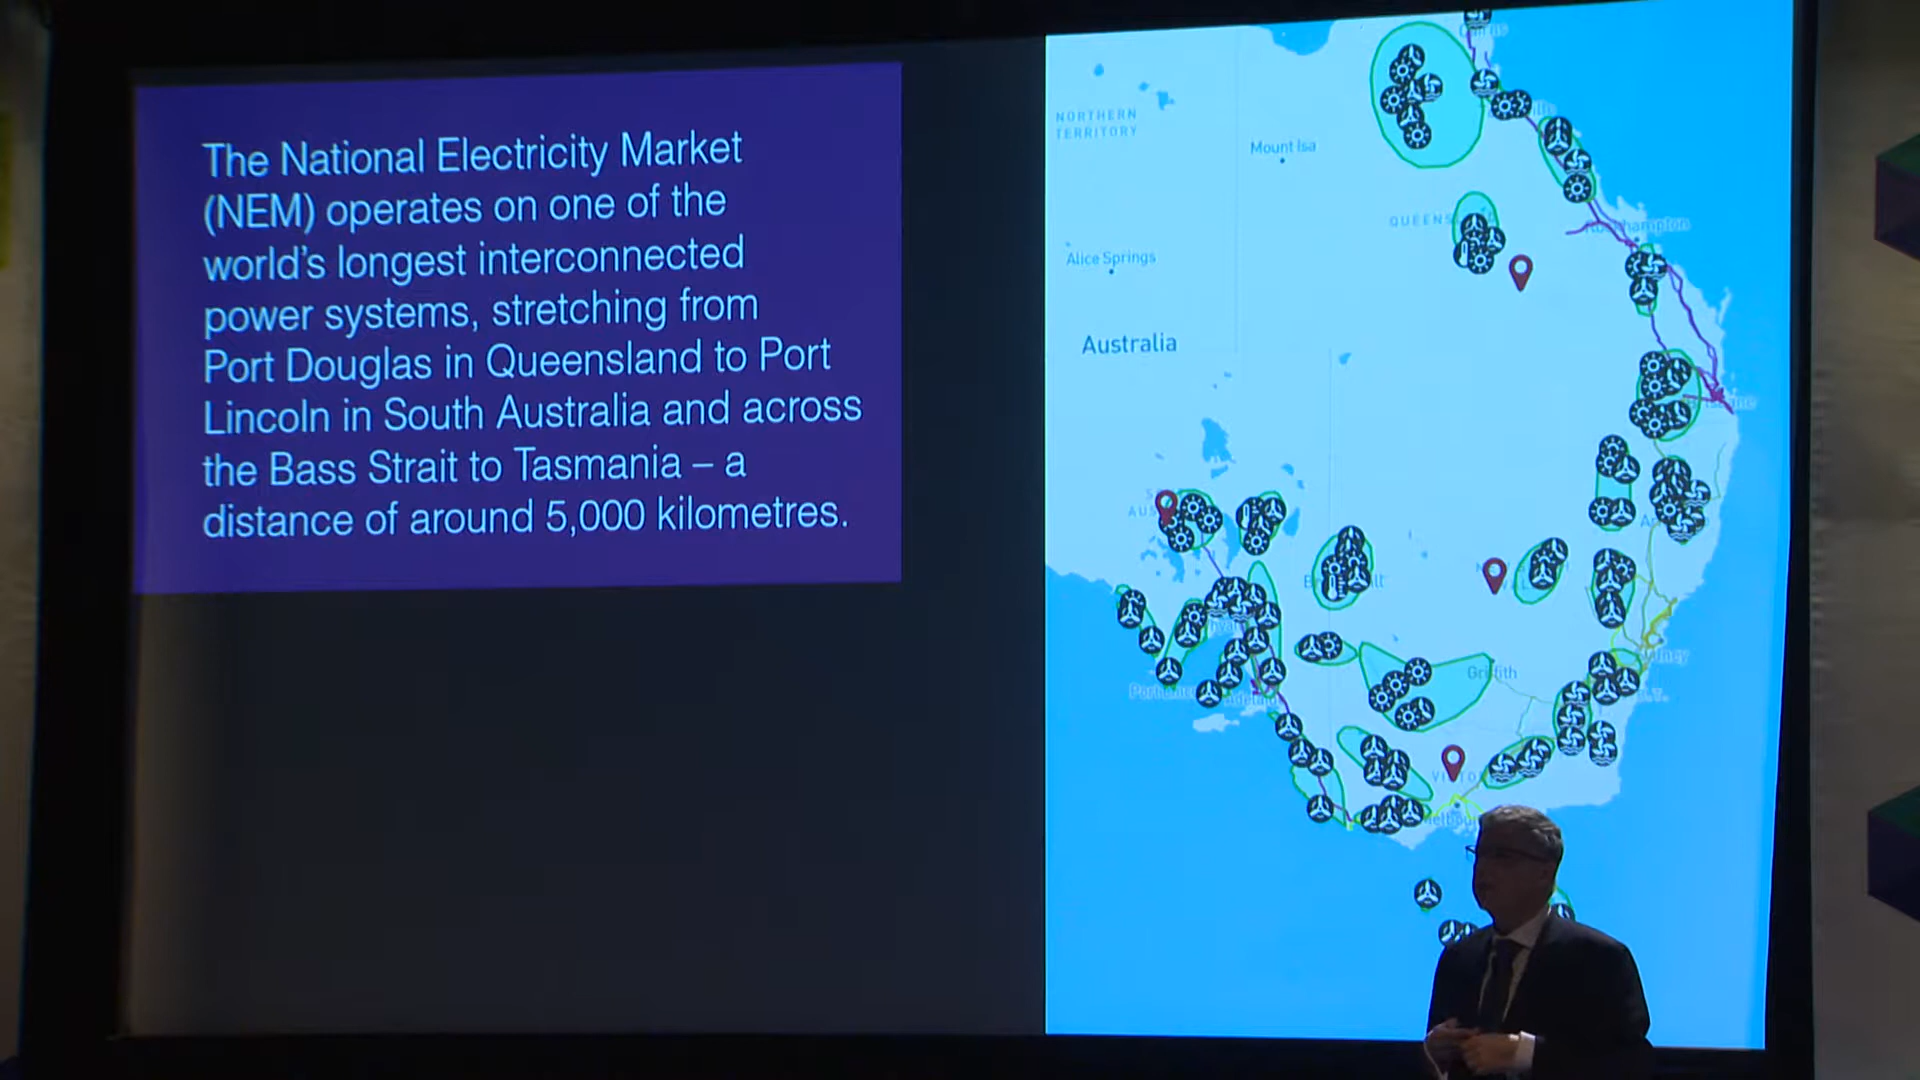 The National Electricity Market
(NEM) operates on one of the
world's longest interconnected
power systems, stretching from
Port Douglas in Queensland to Port
Lincoln in South Australia and across
the Bass Strait to Tasmania – a
distance of around 5,000 kilometres.
NORTHERN
TERRITORY
Mount Isa
Alice Springs
Australia
Griffith